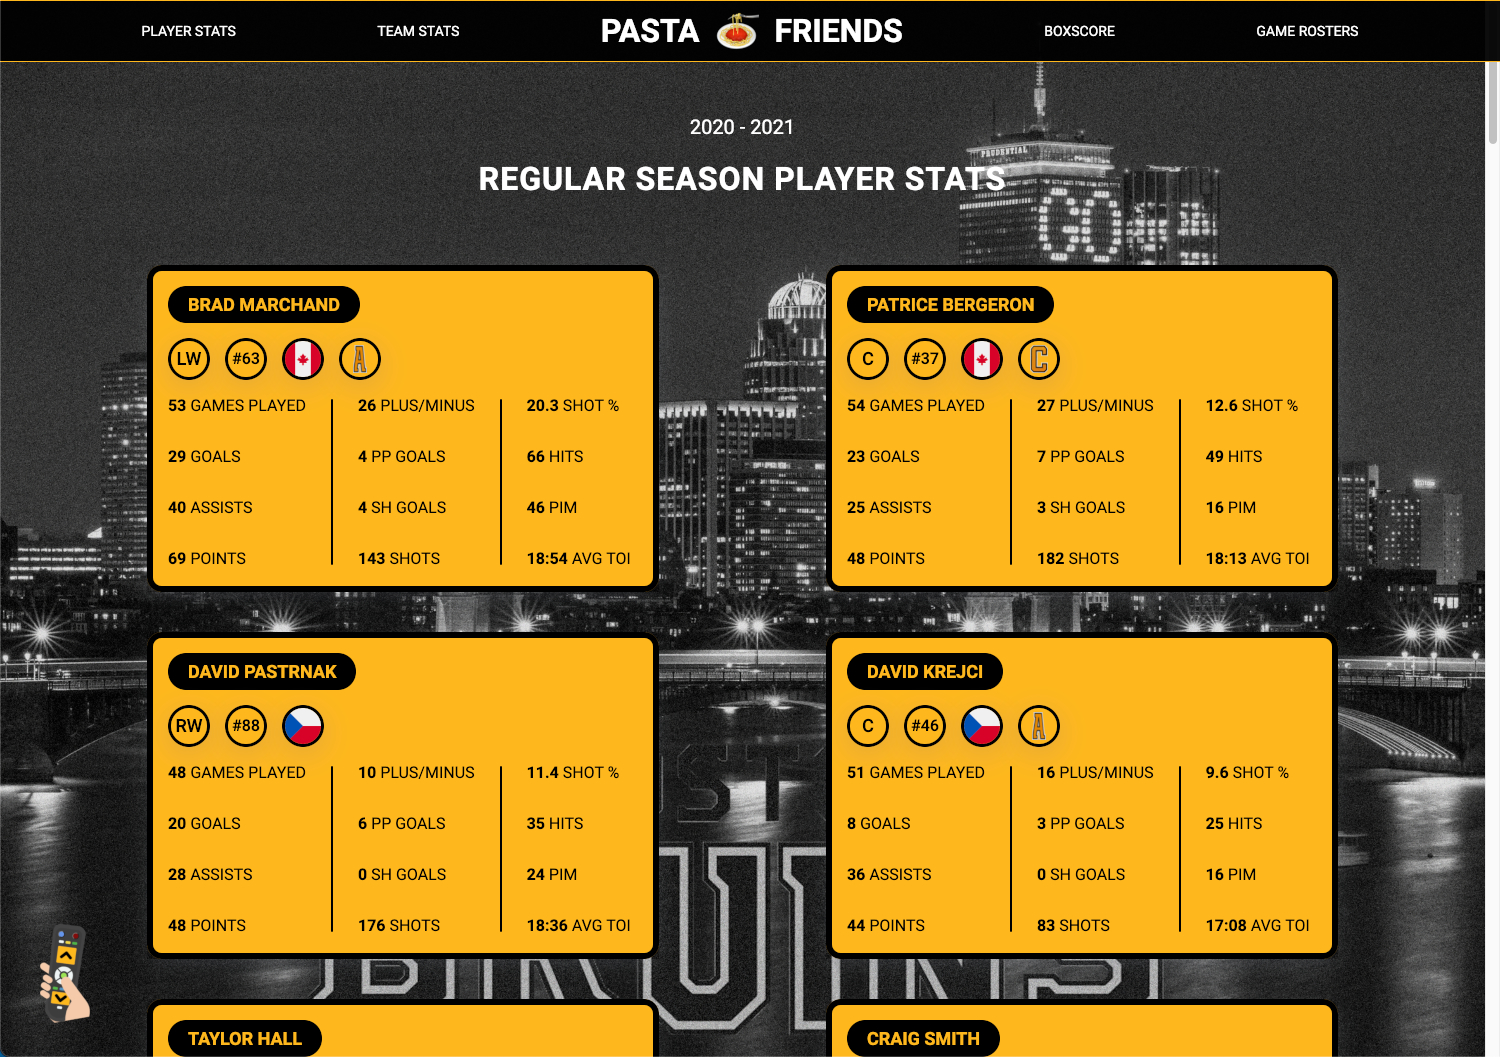 PLAYER STATS
TEAM STATS
PASTA FRIENDS
BOXSCORE
GAME ROSTERS
2020 - 2021
REGULAR SEASON PLAYER STATS
PRUDENTIAL
GO
BRAD MARCHAND
LW #63 A
53 GAMES PLAYED
29 GOALS
40 ASSISTS
69 POINTS
26 PLUS/MINUS
4 PP GOALS
4 SH GOALS
143 SHOTS
20.3 SHOT %
66 HITS
46 PIM
18:54 AVG TOI
PATRICE BERGERON
C #37 C
54 GAMES PLAYED
23 GOALS
25 ASSISTS
48 POINTS
27 PLUS/MINUS
7 PP GOALS
3 SH GOALS
182 SHOTS
12.6 SHOT %
49 HITS
16 PIM
18:13 AVG TOI
DAVID PASTRNAK
RW #88
48 GAMES PLAYED
20 GOALS
28 ASSISTS
48 POINTS
10 PLUS/MINUS
6 PP GOALS
0 SH GOALS
176 SHOTS
11.4 SHOT %
35 HITS
24 PIM
18:36 AVG TOI
DAVID KREJCI
C #46 A
51 GAMES PLAYED
8 GOALS
36 ASSISTS
44 POINTS
16 PLUS/MINUS
3 PP GOALS
0 SH GOALS
83 SHOTS
9.6 SHOT %
25 HITS
16 PIM
17:08 AVG TOI
BRUINS
TAYLOR HALL
CRAIG SMITH